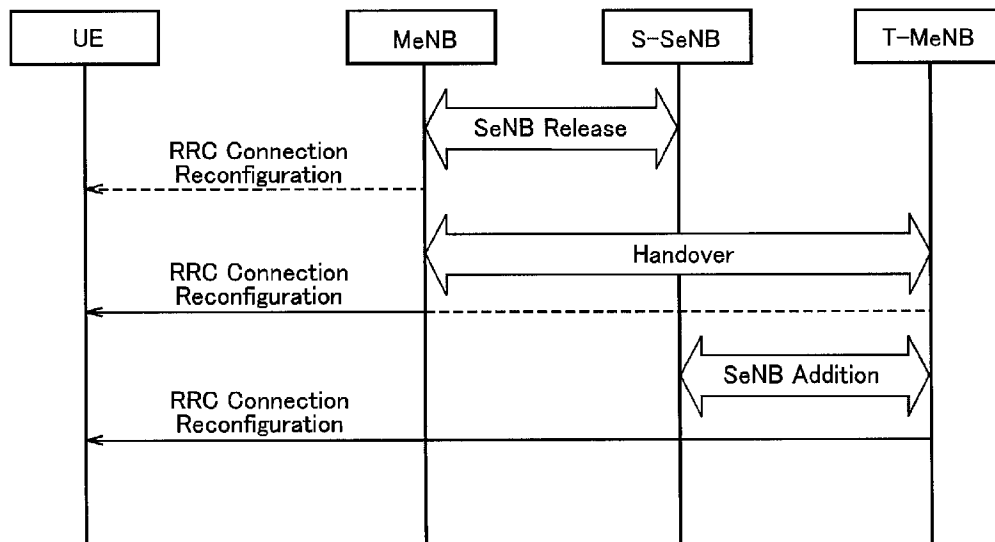 UE
MeNB
S-SeNB
T-MeNB
SeNB Release
RRC Connection
Reconfiguration
Handover
RRC Connection
Reconfiguration
SeNB Addition
RRC Connection
Reconfiguration